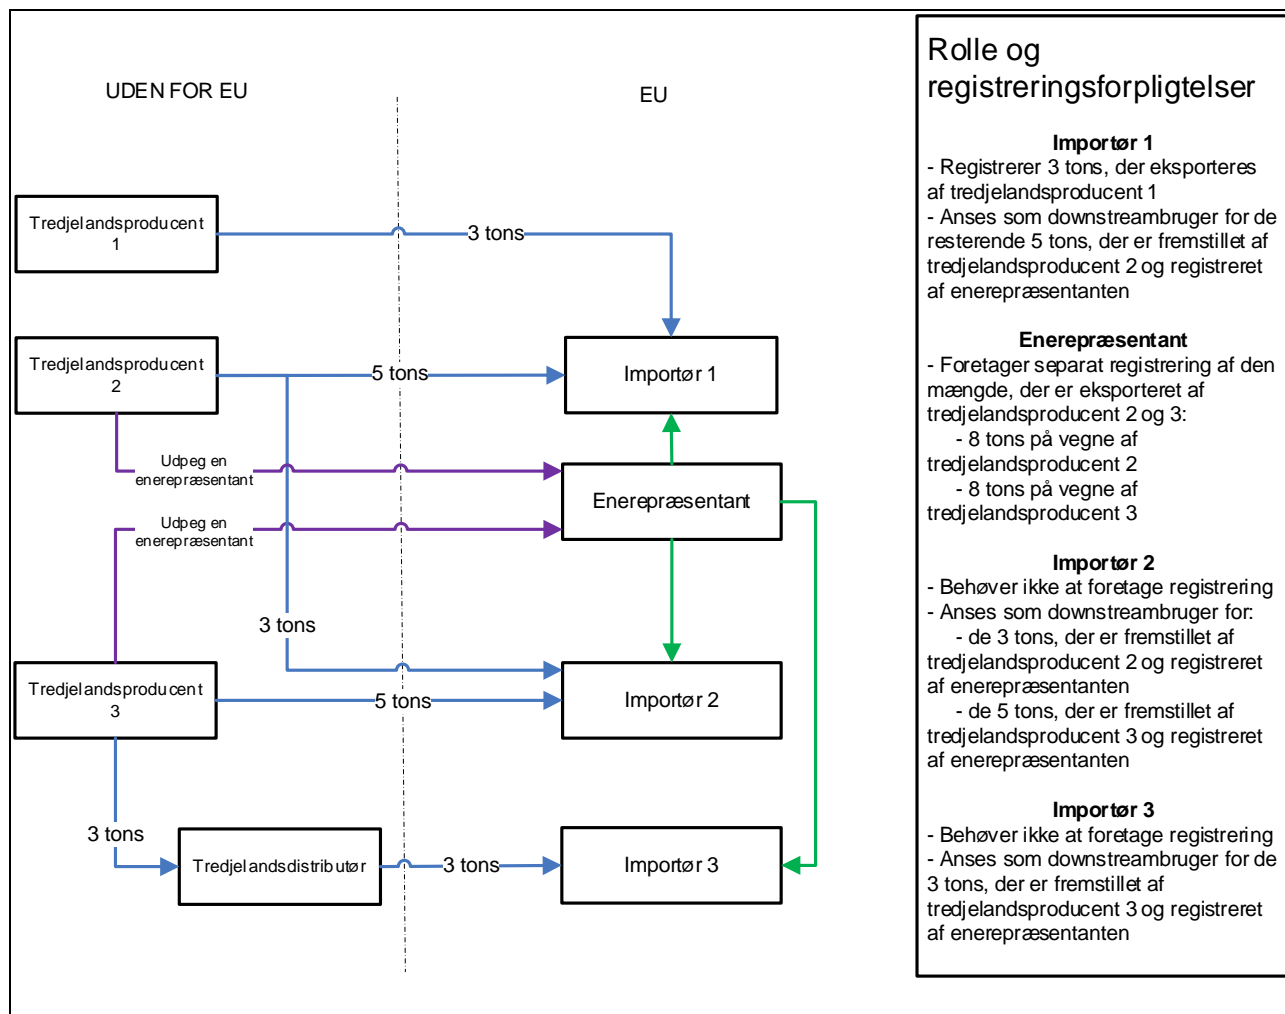 UDEN FOR EU
EU
Tredjelandsproducent
1
3 tons
Tredjelandsproducent
2
5 tons
Importør 1
Udpeg en
enerepræsentant
Enerepræsentant
Udpeg en
enerepræsentant
3 tons
Tredjelandsproducent
3
5 tons
Importør 2
3 tons
Tredjelandsdistributør
3 tons
Importør 3
Rolle og
registreringsforpligtelser
Importør 1
- Registrerer 3 tons, der eksporteres
af tredjelandsproducent 1
- Anses som downstreambruger for de
resterende 5 tons, der er fremstillet af
tredjelandsproducent 2 og registreret
af enerepræsentanten
Enerepræsentant
- Foretager separat registrering af den
mængde, der er eksporteret af
tredjelandsproducent 2 og 3:
- 8 tons på vegne af
tredjelandsproducent 2
- 8 tons på vegne af
tredjelandsproducent 3
Importør 2
- Behøver ikke at foretage registrering
- Anses som downstreambruger for:
- de 3 tons, der er fremstillet af
tredjelandsproducent 2 og registreret
af enerepræsentanten
- de 5 tons, der er fremstillet af
tredjelandsproducent 3 og registreret
af enerepræsentanten
Importør 3
- Behøver ikke at foretage registrering
- Anses som downstreambruger for de
3 tons, der er fremstillet af
tredjelandsproducent 3 og registreret
af enerepræsentanten